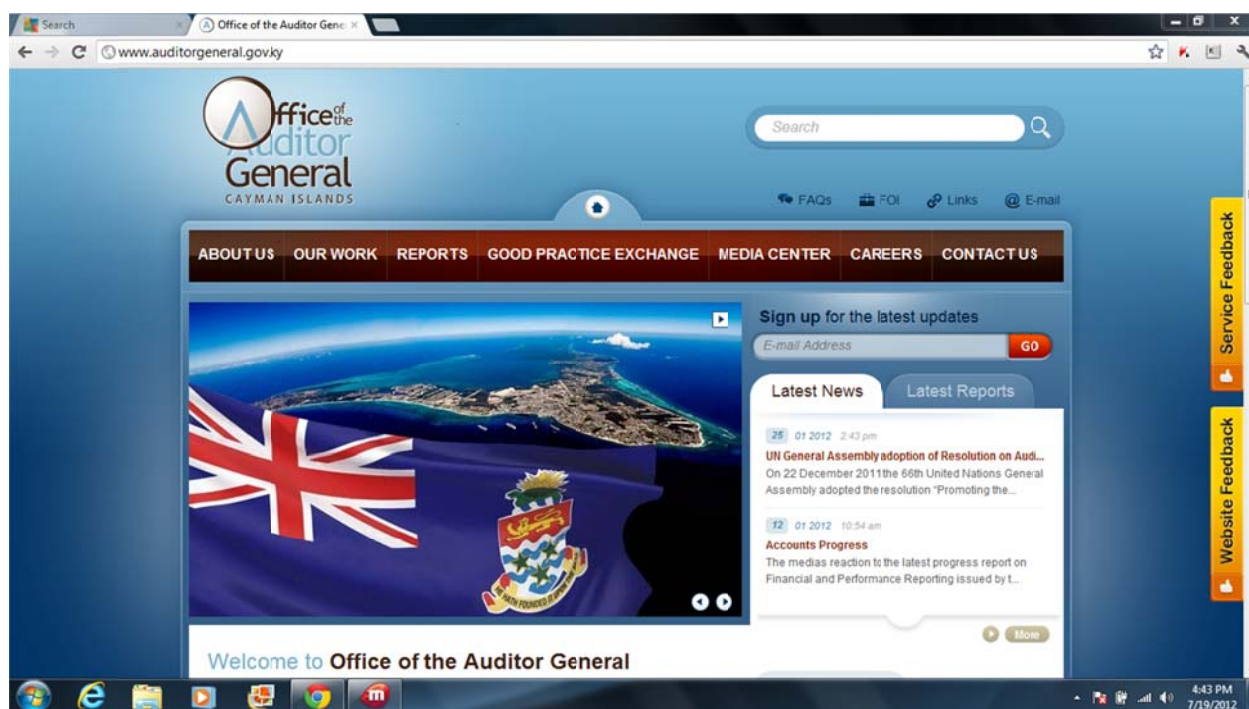 Search
Office of the Auditor Gene
www.auditorgeneral.gov.ky
Office of the
Auditor
General
CAYMAN ISLANDS
Search
FAQs FOI Links E-mail
ABOUT US OUR WORK REPORTS GOOD PRACTICE EXCHANGE MEDIA CENTER CAREERS CONTACT US
Sign up for the latest updates
E-mail Address GO
Latest News Latest Reports
25 01 2012 2:43 pm
UN General Assembly adoption of Resolution on Audi...
On 22 December 2011the 66th United Nations General
Assembly adopted the resolution "Promoting the...
12 01 2012 10:54 am
Accounts Progress
The medias reaction to the latest progress report on
Financial and Performance Reporting issued by t...
More
HE HATH FOUNDED IT UPON
Welcome to Office of the Auditor General
Service Feedback
Website Feedback
4:43 PM
7/19/2012